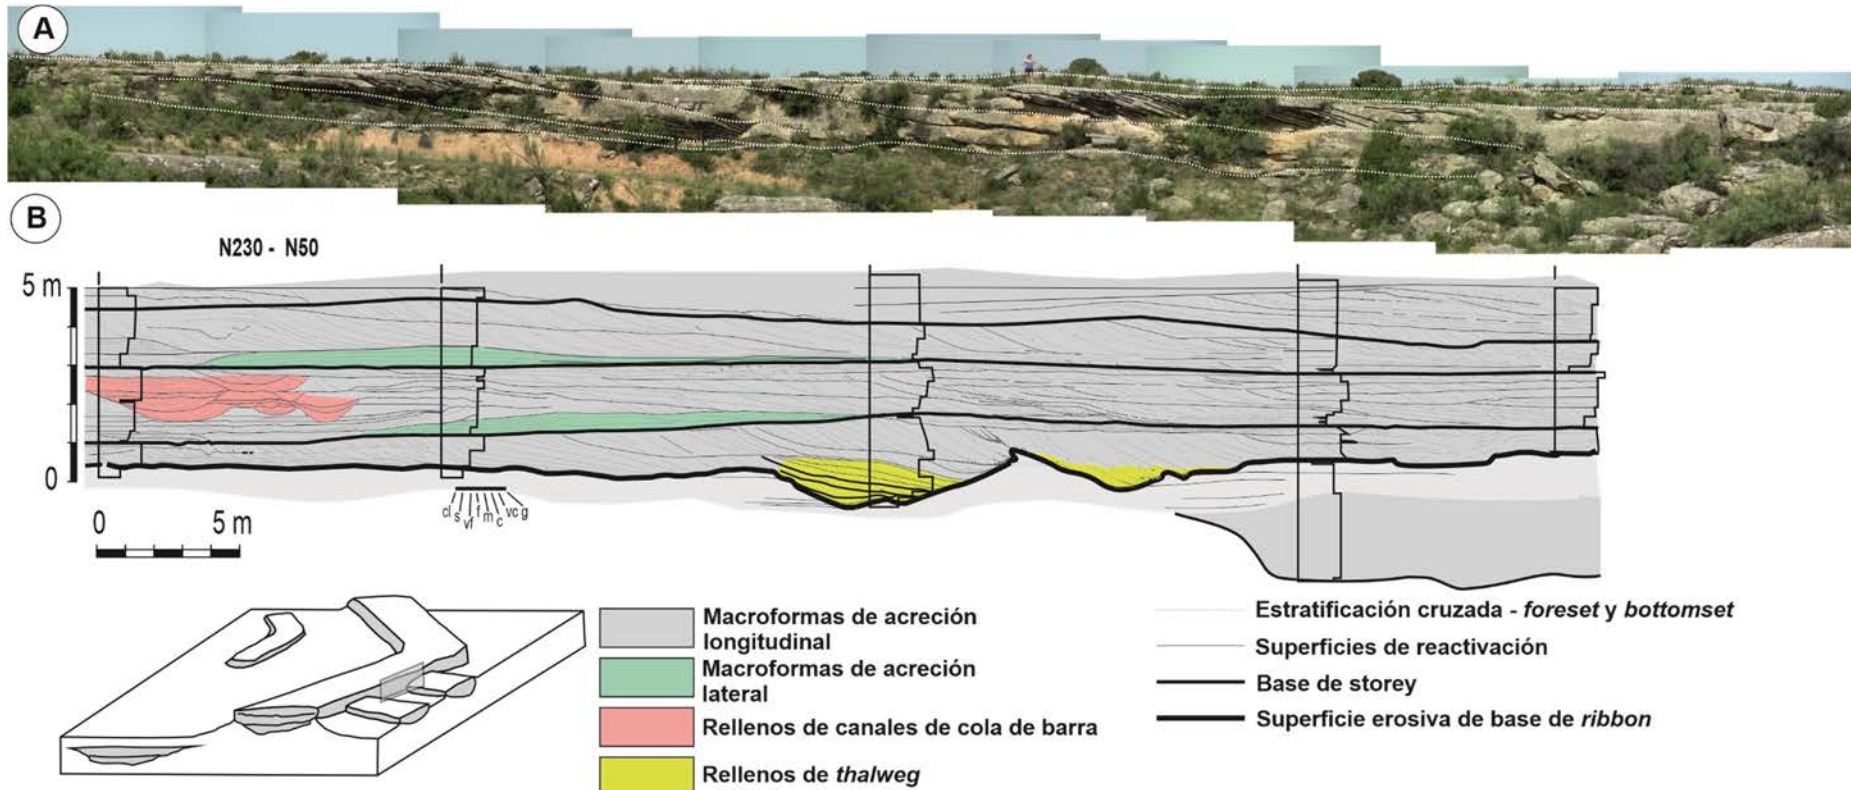 A
B
N230 - N50
5 m
0
cl s vf f m c vc g
0 5 m
Macroformas de acreción
longitudinal
Macroformas de acreción
lateral
Rellenos de canales de cola de barra
Rellenos de thalweg
Estratificación cruzada - foreset y bottomset
Superficies de reactivación
Base de storey
Superficie erosiva de base de ribbon